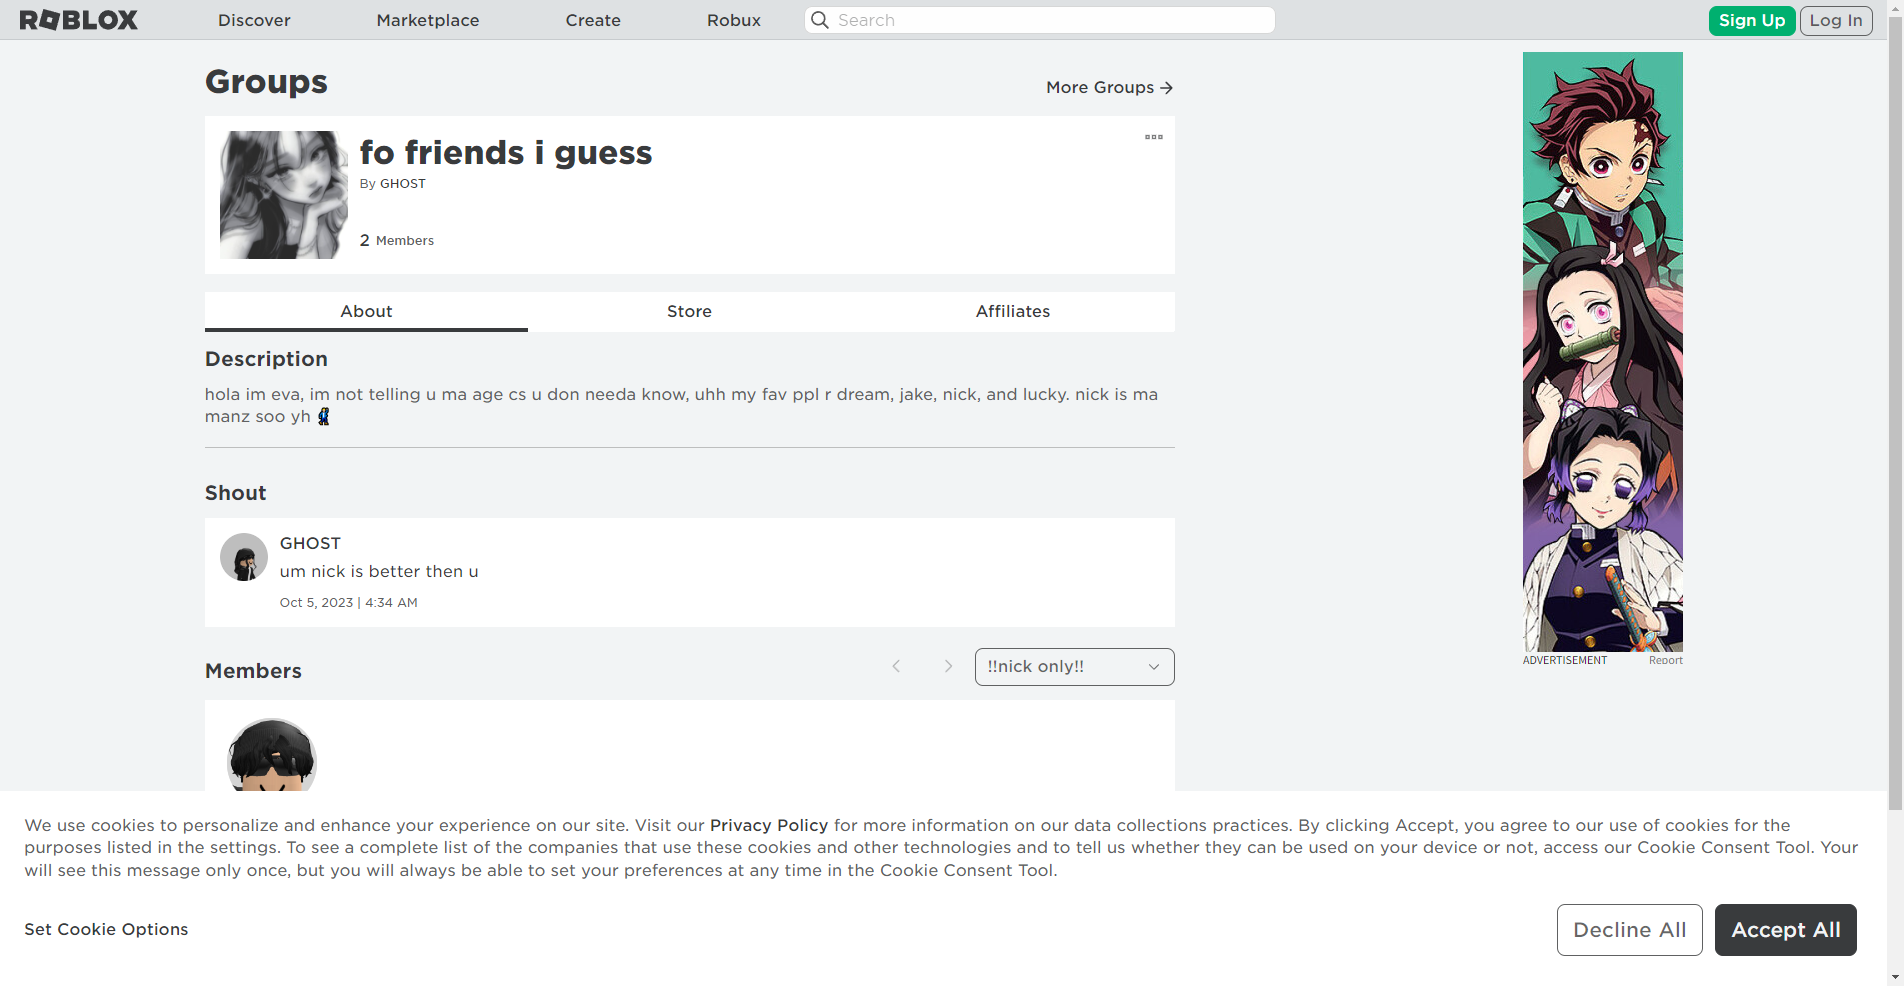 ROBLOX
Discover
Marketplace
Create
Robux
Search
Sign Up
Log In
Groups
More Groups
fo friends i guess
By GHOST
2 Members
About
Store
Affiliates
Description
hola im eva, im not telling u ma age cs u don needa know, uhh my fav ppl r dream, jake, nick, and lucky. nick is ma
manz soo yh
Shout
GHOST
um nick is better then u
Oct 5, 2023 | 4:34 AM
Members
!!nick only!!
ADVERTISEMENT
Report
We use cookies to personalize and enhance your experience on our site. Visit our Privacy Policy for more information on our data collections practices. By clicking Accept, you agree to our use of cookies for the
purposes listed in the settings. To see a complete list of the companies that use these cookies and other technologies and to tell us whether they can be used on your device or not, access our Cookie Consent Tool. Your
will see this message only once, but you will always be able to set your preferences at any time in the Cookie Consent Tool.
Set Cookie Options
Decline All
Accept All